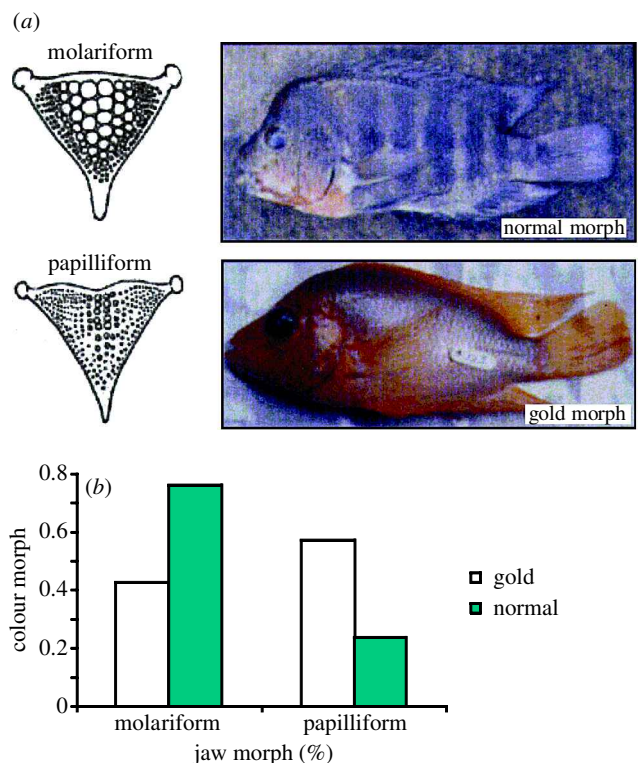 (a)
molariform
normal morph
papilliform
gold morph
(b)
0.8
0.6
0.4
0.2
0
colour morph
molariform
papilliform
jaw morph (%)
gold
normal